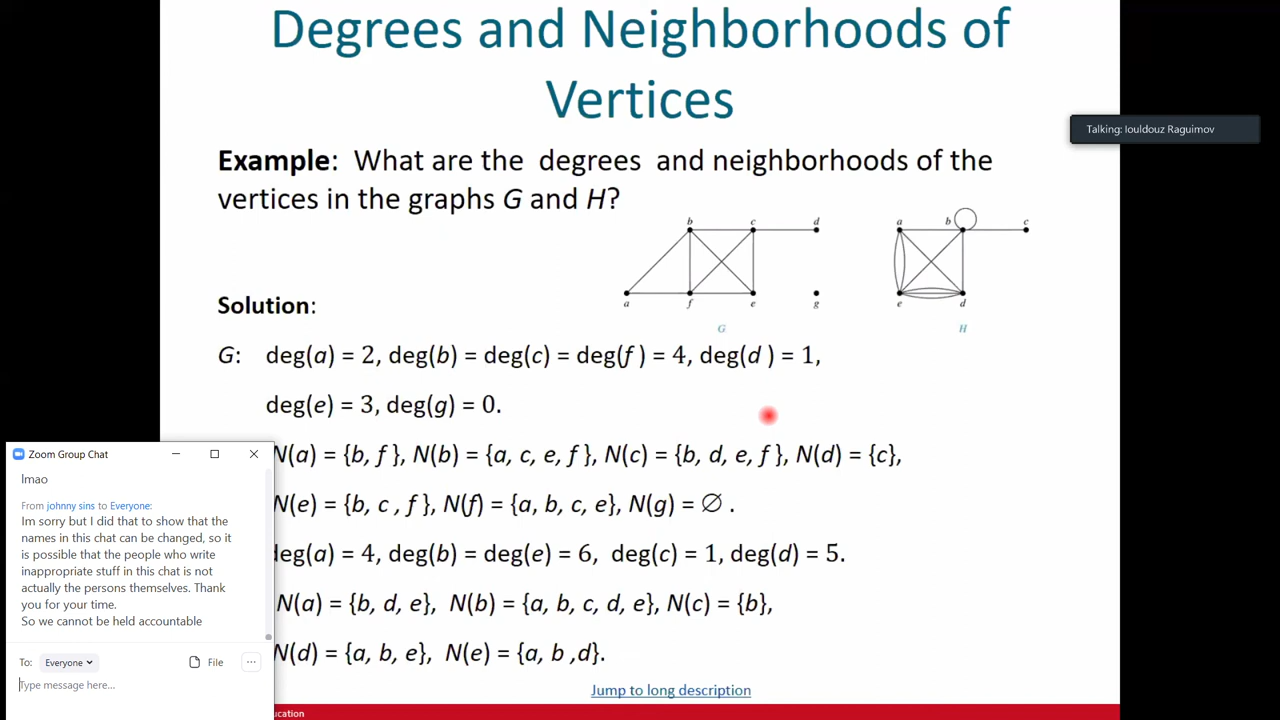 Degrees and Neighborhoods of
Vertices
Talking: Iouldouz Raguimov
Example: What are the degrees and neighborhoods of the
vertices in the graphs G and H?
b c d
a f e g
G
a b c
e d
H
Solution:
G: deg(a) = 2, deg(b) = deg(c) = deg(f ) = 4, deg(d ) = 1,
deg(e) = 3, deg(g) = 0.
N(a) = {b, f }, N(b) = {a, c, e, f }, N(c) = {b, d, e, f }, N(d) = {c},
N(e) = {b, c , f }, N(f) = {a, b, c, e}, N(g) = ∅ .
deg(a) = 4, deg(b) = deg(e) = 6, deg(c) = 1, deg(d) = 5.
N(a) = {b, d, e}, N(b) = {a, b, c, d, e}, N(c) = {b},
N(d) = {a, b, e}, N(e) = {a, b ,d}.
Jump to long description
ucation
Zoom Group Chat
lmao
From johnny sins to Everyone:
Im sorry but I did that to show that the
names in this chat can be changed, so it
is possible that the people who write
inappropriate stuff in this chat is not
actually the persons themselves. Thank
you for your time.
So we cannot be held accountable
To: Everyone File ...
Type message here...